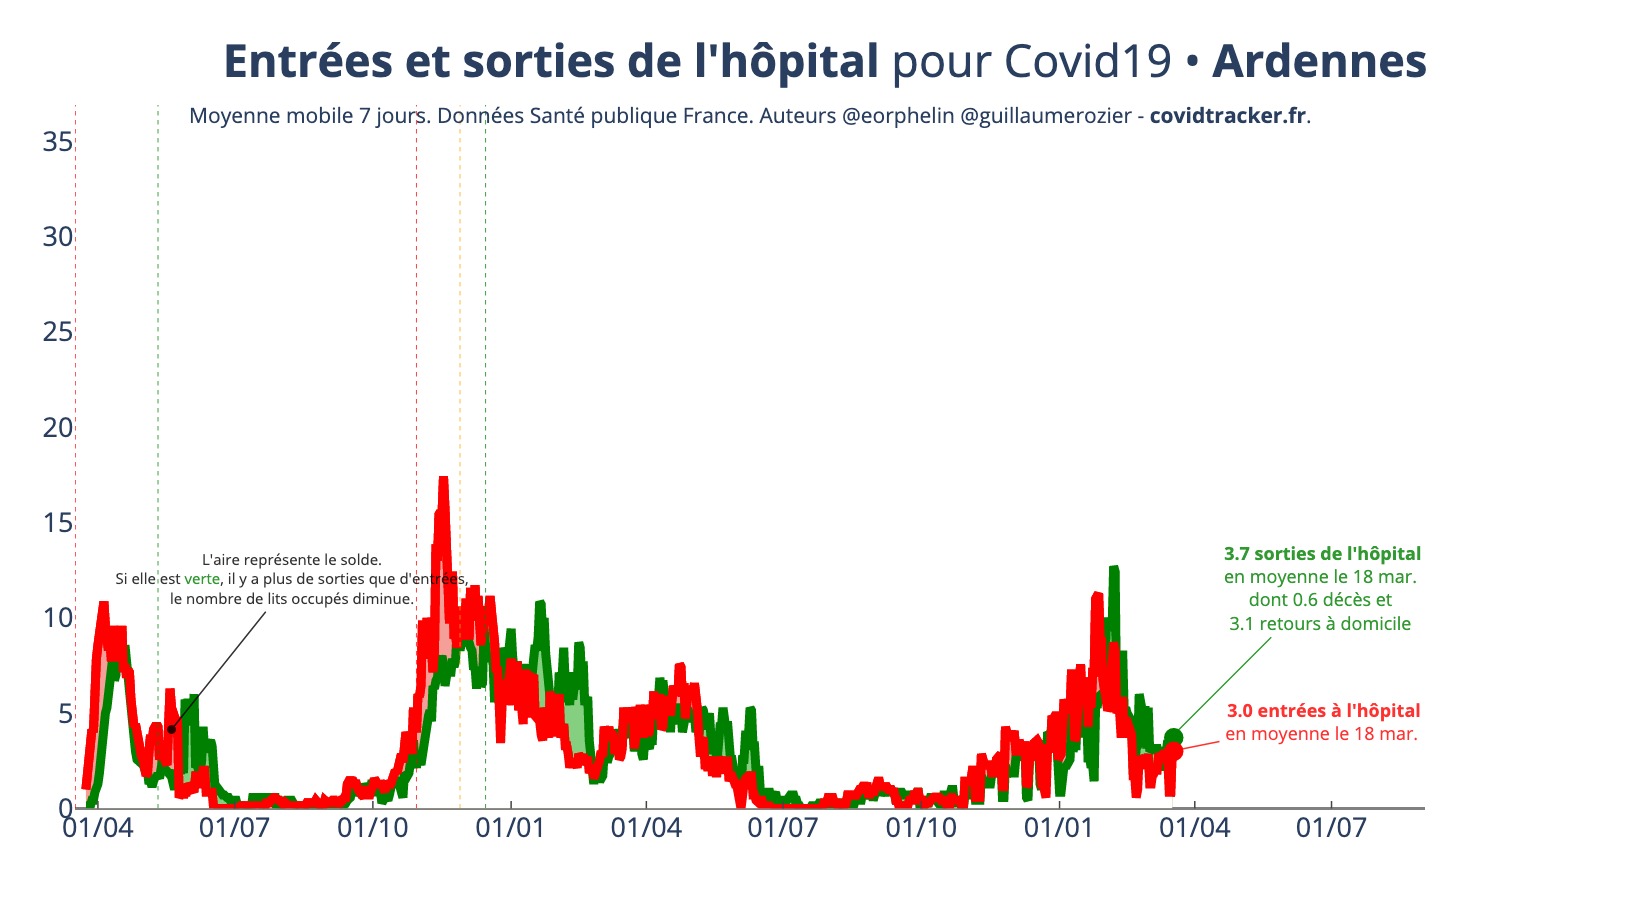 Entrées et sorties de l'hôpital pour Covid19 • Ardennes
Moyenne mobile 7 jours. Données Santé publique France. Auteurs @eorphelin @guillaumerozier - covidtracker.fr.
35
30
25
20
15
10
5
0
L'aire représente le solde.
Si elle est verte, il y a plus de sorties que d'entrées,
le nombre de lits occupés diminue.
3.7 sorties de l'hôpital
en moyenne le 18 mar.
dont 0.6 décès et
3.1 retours à domicile
3.0 entrées à l'hôpital
en moyenne le 18 mar.
01/04 01/07 01/10 01/01 01/04 01/07 01/10 01/01 01/04 01/07